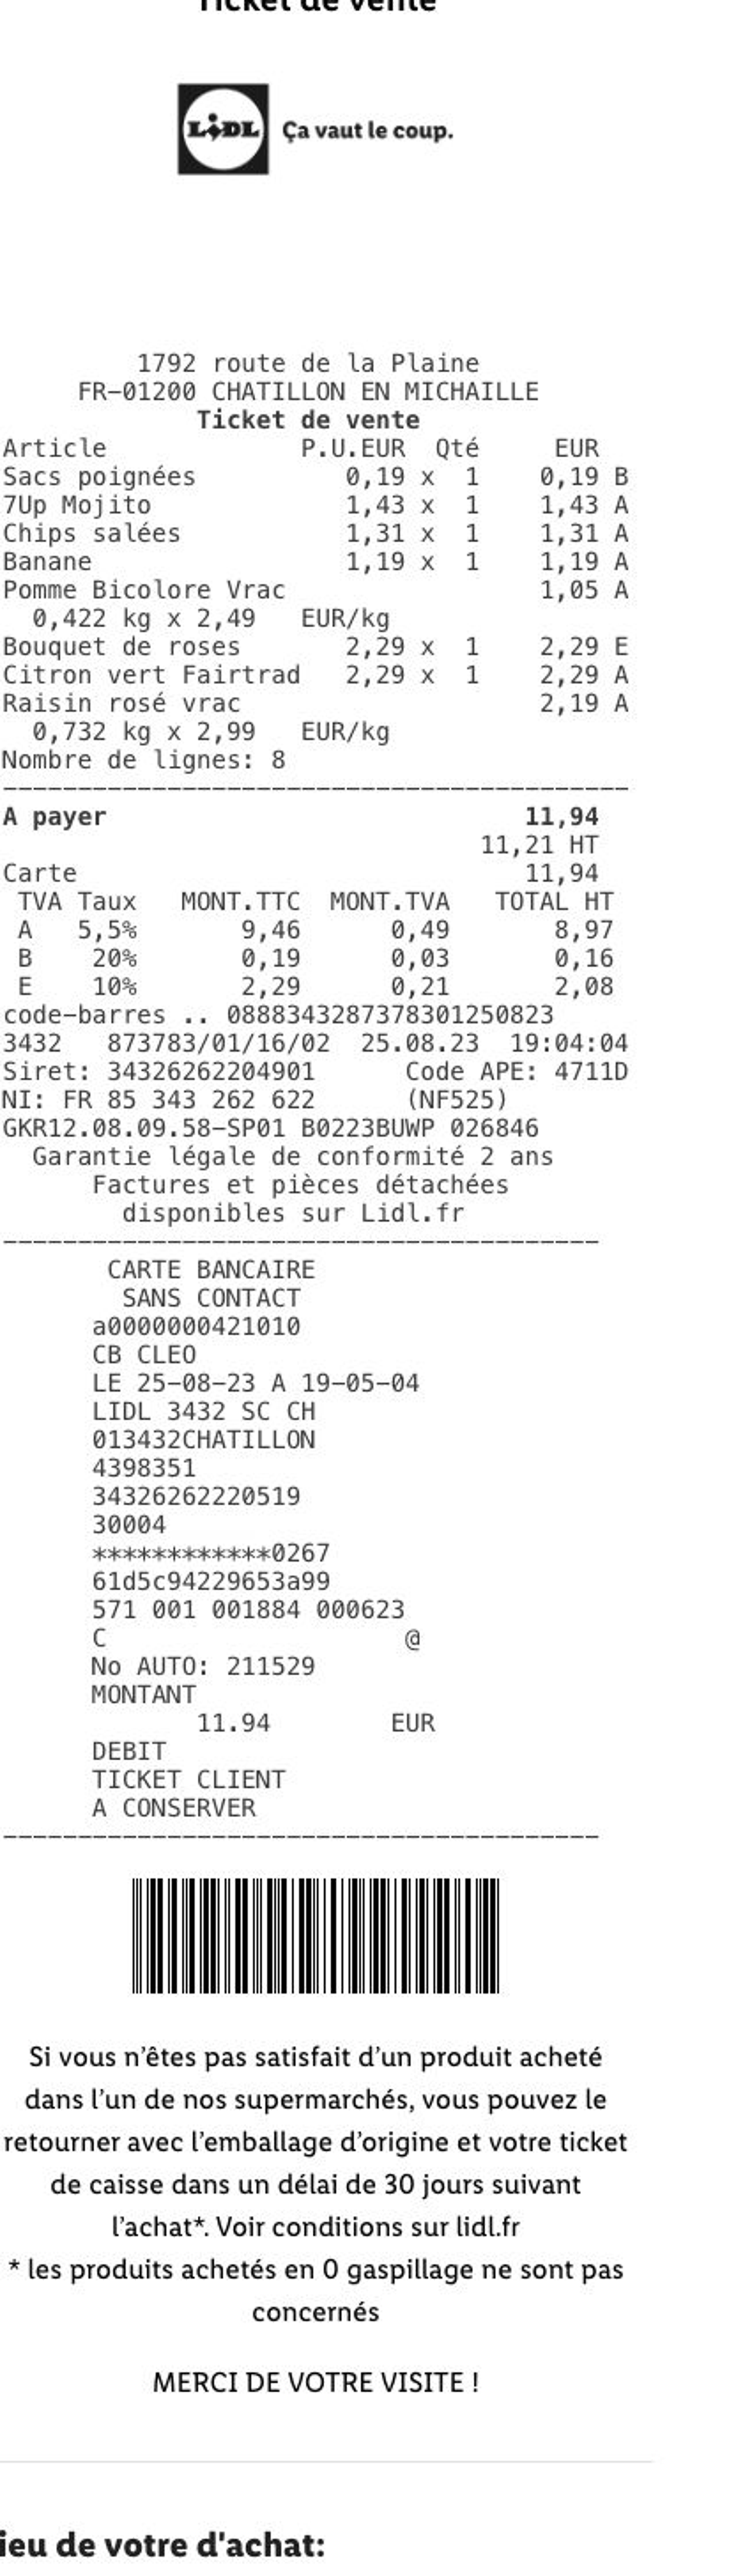 Ticket de vente
LIDL Ça vaut le coup.
1792 route de la Plaine
FR-01200 CHATILLON EN MICHAILLE
Ticket de vente
Article P.U.EUR Qté EUR
Sacs poignées 0,19 x 1 0,19 B
7Up Mojito 1,43 x 1 1,43 A
Chips salées 1,31 x 1 1,31 A
Banane 1,19 x 1 1,19 A
Pomme Bicolore Vrac 1,05 A
0,422 kg x 2,49 EUR/kg
Bouquet de roses 2,29 x 1 2,29 E
Citron vert Fairtrad 2,29 x 1 2,29 A
Raisin rosé vrac 2,19 A
0,732 kg x 2,99 EUR/kg
Nombre de lignes: 8
A payer 11,94
11,21 HT
Carte 11,94
TVA Taux MONT.TTC MONT.TVA TOTAL HT
A 5,5% 9,46 0,49 8,97
B 20% 0,19 0,03 0,16
E 10% 2,29 0,21 2,08
code-barres .. 0888343287378301250823
3432 873783/01/16/02 25.08.23 19:04:04
Siret: 34326262204901 Code APE: 4711D
NI: FR 85 343 262 622 (NF525)
GKR12.08.09.58-SP01 B0223BUWP 026846
Garantie légale de conformité 2 ans
Factures et pièces détachées
disponibles sur Lidl.fr
CARTE BANCAIRE
SANS CONTACT
a0000000421010
CB CLEO
LE 25-08-23 A 19-05-04
LIDL 3432 SC CH
013432CHATILLON
4398351
34326262220519
30004
************0267
61d5c94229653a99
571 001 001884 000623
C @
No AUTO: 211529
MONTANT
11.94 EUR
DEBIT
TICKET CLIENT
A CONSERVER
Si vous n'êtes pas satisfait d'un produit acheté
dans l'un de nos supermarchés, vous pouvez le
retourner avec l'emballage d'origine et votre ticket
de caisse dans un délai de 30 jours suivant
l'achat*. Voir conditions sur lidl.fr
* les produits achetés en 0 gaspillage ne sont pas
concernés
MERCI DE VOTRE VISITE !
ieu de votre d'achat: